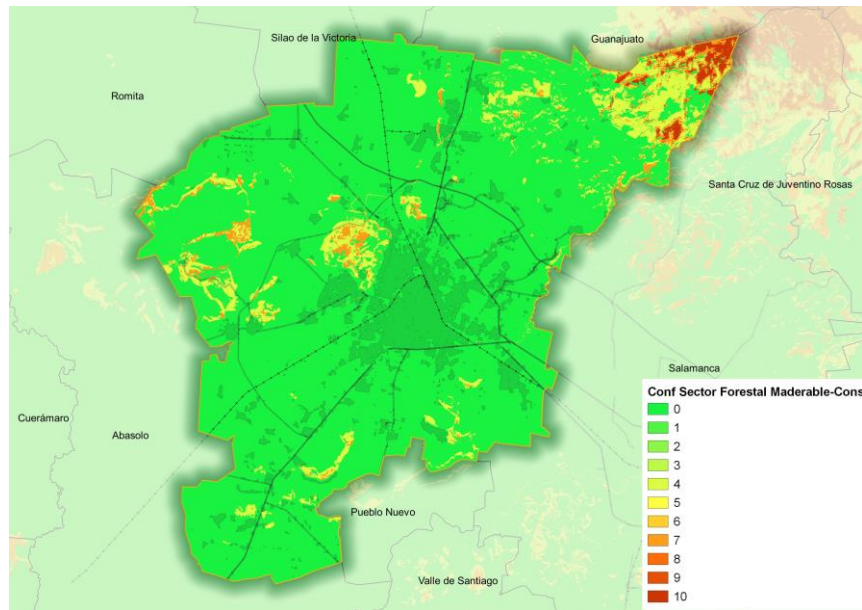 Silao de la Victoria
Guanajuato
Romita
Santa Cruz de Juventino Rosas
Salamanca
Cuerámaro
Abasolo
Pueblo Nuevo
Valle de Santiago
Conf Sector Forestal Maderable-Cons
0
1
2
3
4
5
6
7
8
9
10